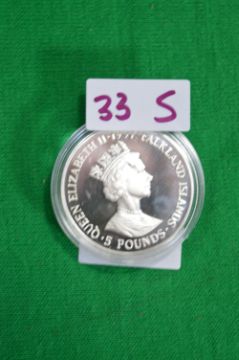 33 S
QUEEN ELIZABETH II · FALKLAND ISLANDS
· 5 POUNDS ·